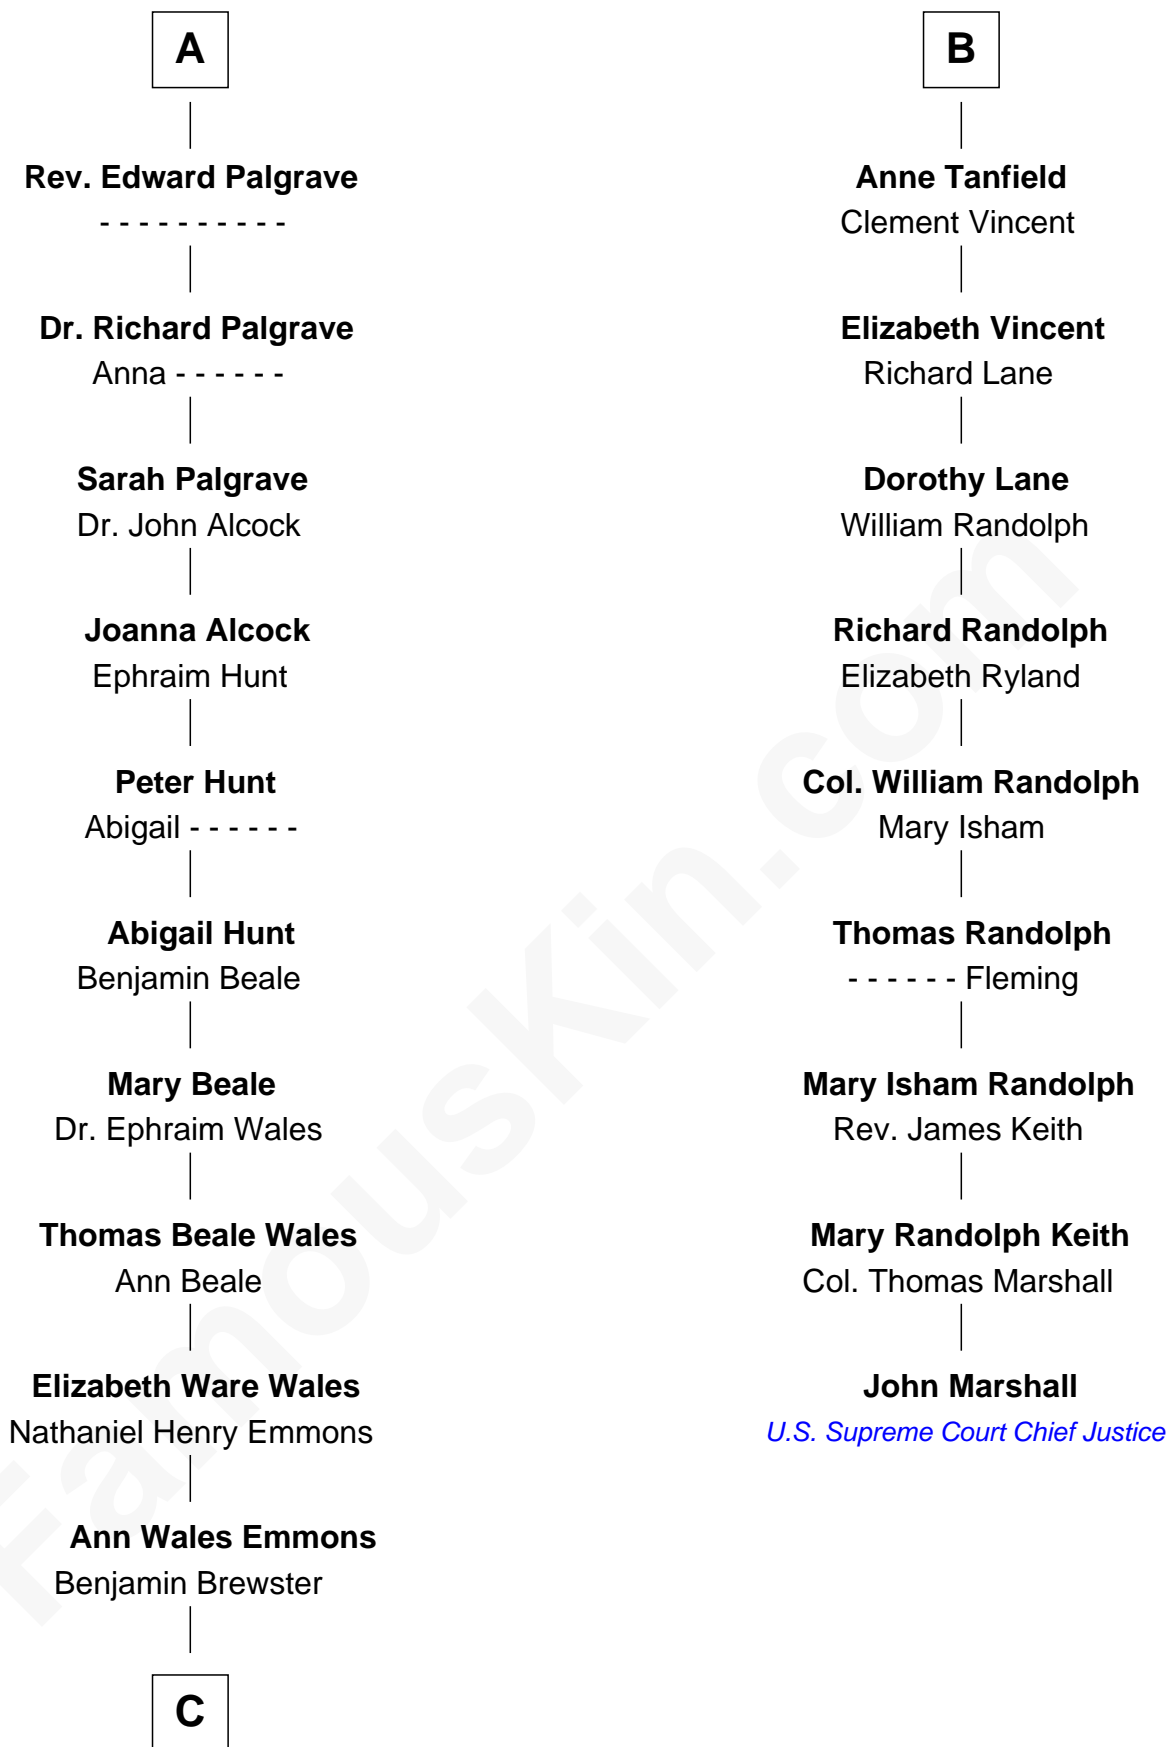 A
Rev. Edward Palgrave
- - - - - - - - - -
Dr. Richard Palgrave
Anna - - - - - -
Sarah Palgrave
Dr. John Alcock
Joanna Alcock
Ephraim Hunt
Peter Hunt
Abigail - - - - - -
Abigail Hunt
Benjamin Beale
Mary Beale
Dr. Ephraim Wales
Thomas Beale Wales
Ann Beale
Elizabeth Ware Wales
Nathaniel Henry Emmons
Ann Wales Emmons
Benjamin Brewster
C
B
Anne Tanfield
Clement Vincent
Elizabeth Vincent
Richard Lane
Dorothy Lane
William Randolph
Richard Randolph
Elizabeth Ryland
Col. William Randolph
Mary Isham
Thomas Randolph
- - - - - - Fleming
Mary Isham Randolph
Rev. James Keith
Mary Randolph Keith
Col. Thomas Marshall
John Marshall
U.S. Supreme Court Chief Justice
FamousKin.com